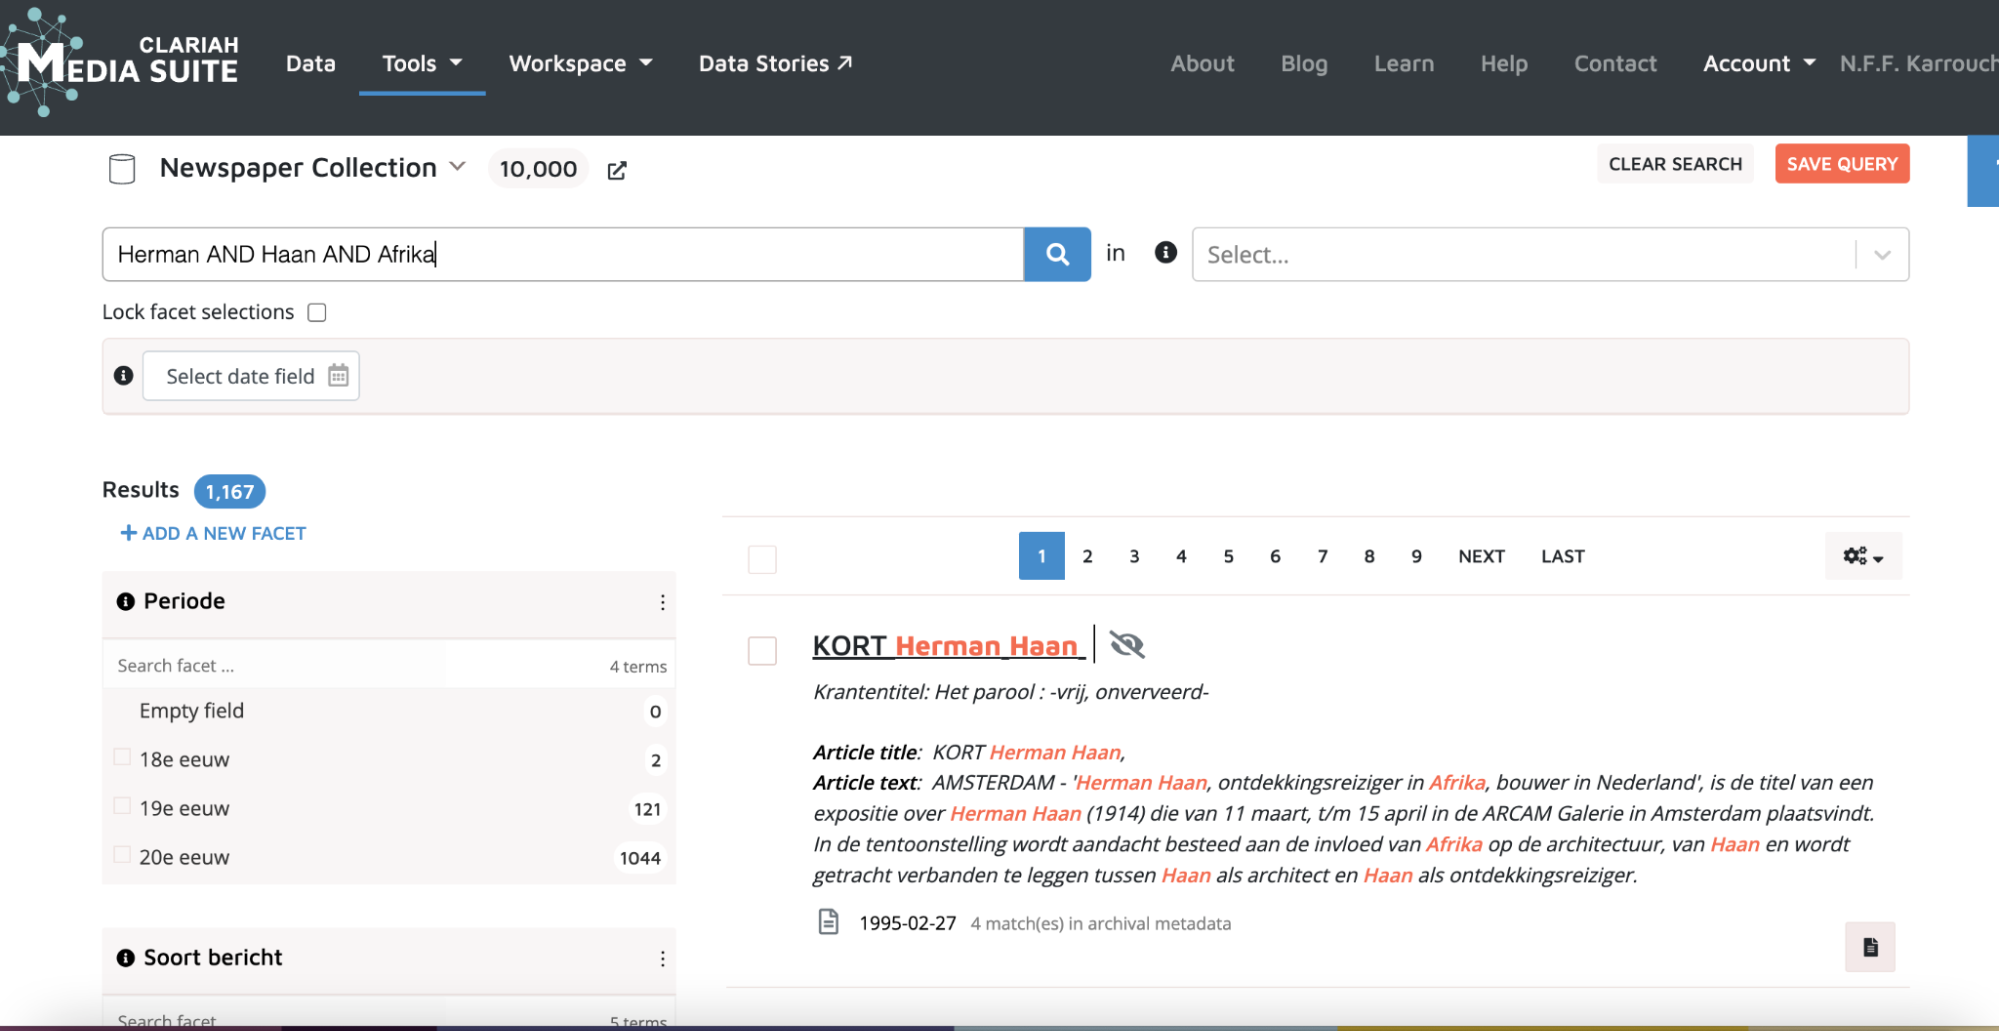 CLARIAH
MEDIA SUITE
Data
Tools
Workspace
Data Stories
About
Blog
Learn
Help
Contact
Account
N.F.F. Karrouch
Newspaper Collection
10,000
CLEAR SEARCH
SAVE QUERY
Herman AND Haan AND Afrika
in
Select...
Lock facet selections
Select date field
Results 1,167
ADD A NEW FACET
1 2 3 4 5 6 7 8 9 NEXT LAST
Periode
Search facet ...
4 terms
Empty field 0
18e eeuw 2
19e eeuw 121
20e eeuw 1044
Soort bericht
Search facet
5 terms
KORT Herman Haan
Krantentitel: Het parool : -vrij, onverveerd-
Article title: KORT Herman Haan,
Article text: AMSTERDAM - 'Herman Haan, ontdekkingsreiziger in Afrika, bouwer in Nederland', is de titel van een
expositie over Herman Haan (1914) die van 11 maart, t/m 15 april in de ARCAM Galerie in Amsterdam plaatsvindt.
In de tentoonstelling wordt aandacht besteed aan de invloed van Afrika op de architectuur, van Haan en wordt
getracht verbanden te leggen tussen Haan als architect en Haan als ontdekkingsreiziger.
1995-02-27 4 match(es) in archival metadata